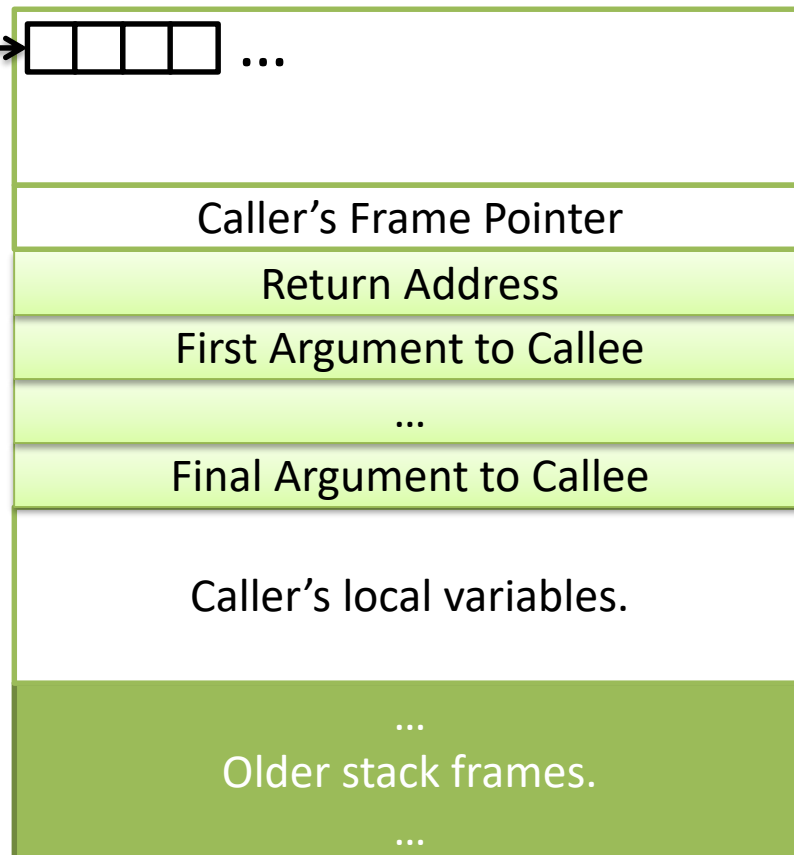 ...
Caller’s Frame Pointer
Return Address
First Argument to Callee
…
Final Argument to Callee
Caller’s local variables.
…
Older stack frames.
…